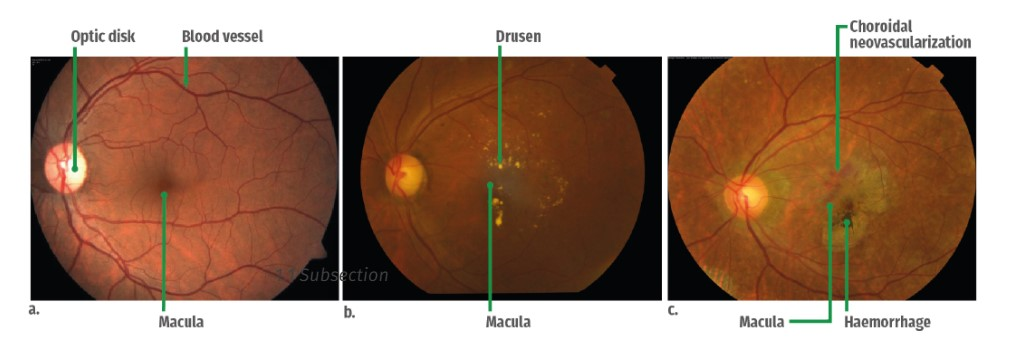 Optic disk
Blood vessel
Drusen
Choroidal
neovascularization
Subsection
a.
Macula
b.
Macula
c.
Macula
Haemorrhage